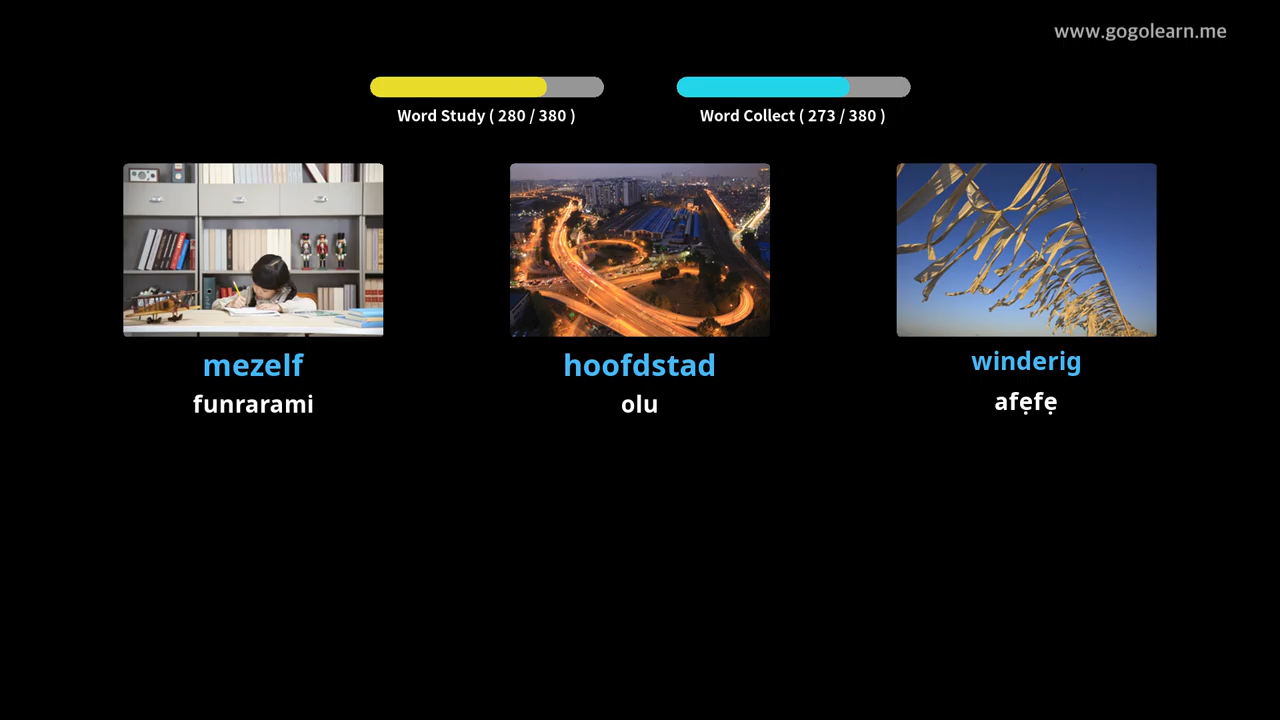 www.gogolearn.me
Word Study ( 280 / 380 )
Word Collect ( 273 / 380 )
mezelf
funrarami
hoofdstad
olu
winderig
afẹfẹ